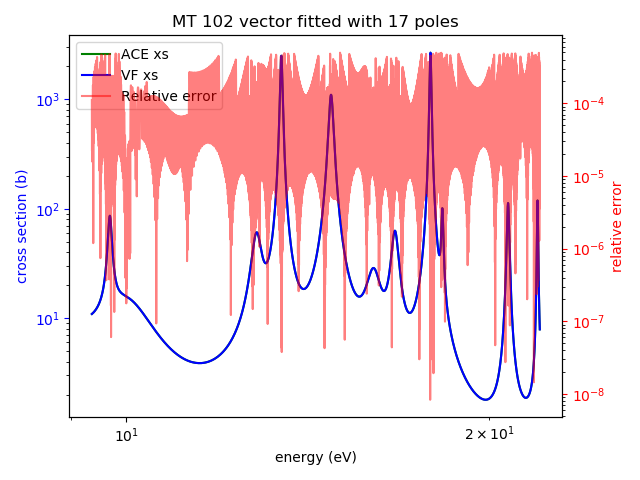 MT 102 vector fitted with 17 poles
ACE xs
VF xs
Relative error
cross section (b)
10³
10²
10¹
relative error
10⁻⁴
10⁻⁵
10⁻⁶
10⁻⁷
10⁻⁸
10¹
2 × 10¹
energy (eV)